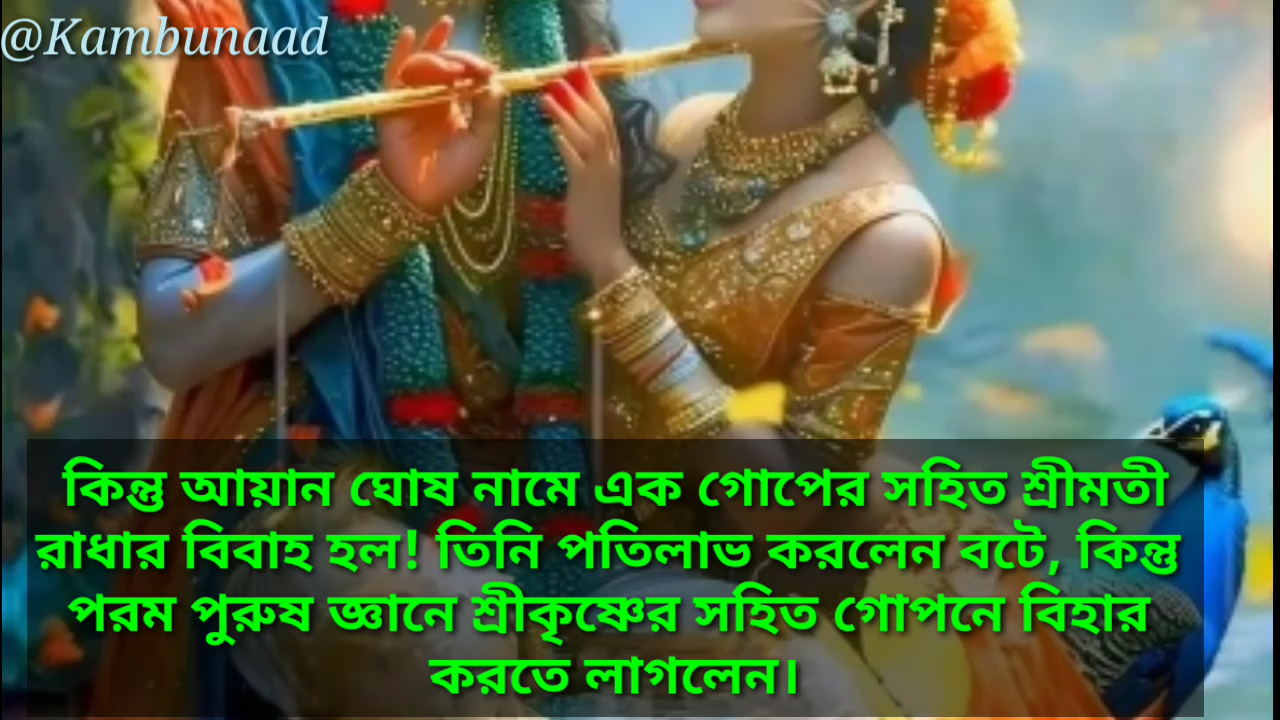 @Kambunaad
কিন্তু আয়ান ঘোষ নামে এক গোপের সহিত শ্রীমতী
রাধার বিবাহ হল! তিনি পতিলাভ করলেন বটে, কিন্তু
পরম পুরুষ জ্ঞানে শ্রীকৃষ্ণের সহিত গোপনে বিহার
করতে লাগলেন।